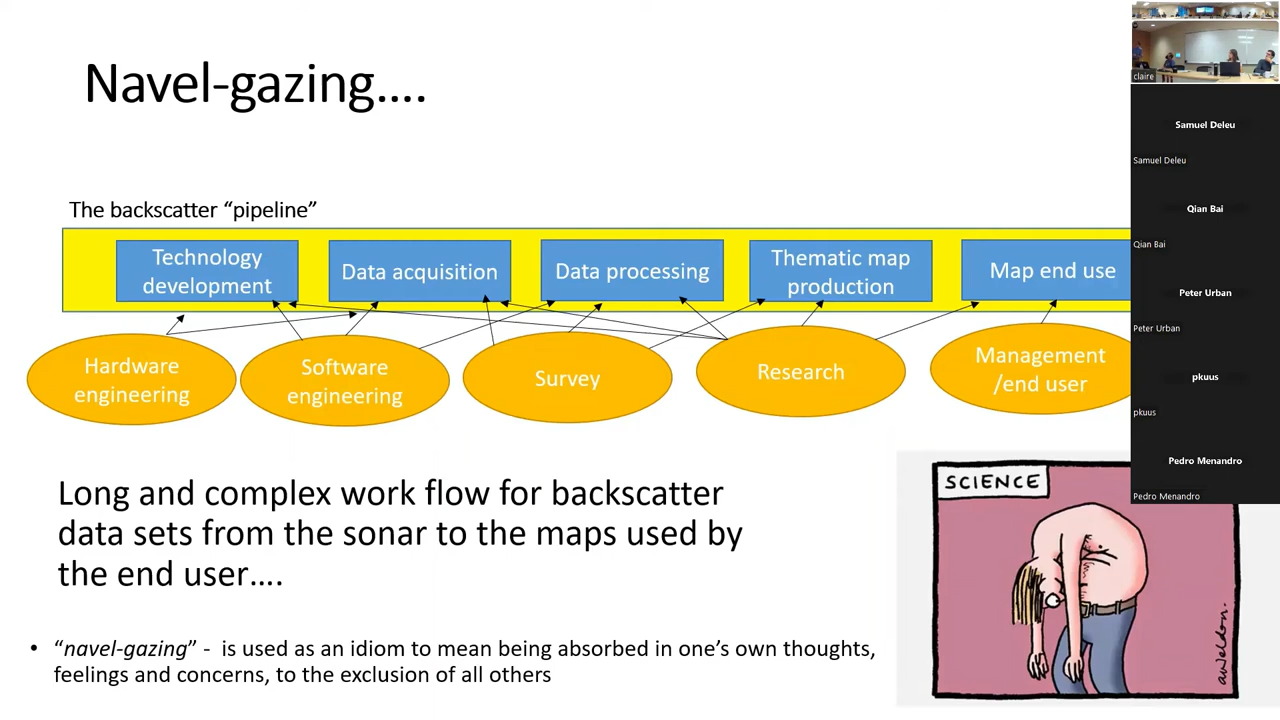 Navel-gazing….
The backscatter “pipeline”
Technology
development
Data acquisition
Data processing
Thematic map
production
Map end use
Hardware
engineering
Software
engineering
Survey
Research
Management
/end user
Long and complex work flow for backscatter
data sets from the sonar to the maps used by
the end user….
• “navel-gazing” - is used as an idiom to mean being absorbed in one’s own thoughts,
feelings and concerns, to the exclusion of all others
SCIENCE
aWeldon.
claire
Samuel Deleu
Samuel Deleu
Qian Bai
Qian Bai
Peter Urban
Peter Urban
pkuus
pkuus
Pedro Menandro
Pedro Menandro